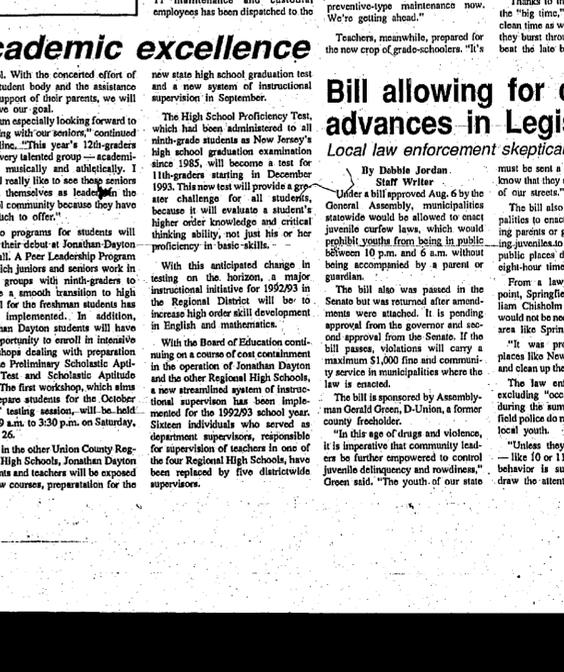 11 maintenance and custodial
employees has been dispatched to the
preventive-type maintenance now.
We're getting ahead."
Teachers, meanwhile, prepared for
the new crop of grade-schoolers. "It's
Thanks to
the "big time,"
clean time as w
they burst throu
beat the late b
cademic excellence
ol. With the concerted effort of
tudent body and the assistance
upport of their parents, we will
ve our goal.
um especially looking forward to
ng with our seniors," continued
line. "This year's 12th-graders
very talented group — academi-
musically and athletically. I
l really like to see these seniors
themselves as leaders in the
l community because they have
uch to offer."
o programs for students will
their debut at Jonathan Dayton
all. A Peer Leadership Program
ich juniors and seniors work in
groups with ninth-graders to
e a smooth transition to high
l for the freshman students has
implemented. In addition,
han Dayton students will have
portunity to enroll in intensive
shops dealing with preparation
e Preliminary Scholastic Apti-
Test and Scholastic Aptitude
The first workshop, which aims
epare students for the October
testing session, will be held
9 a.m. to 3:30 p.m. on Saturday,
26.
in the other Union County Reg-
High Schools, Jonathan Dayton
nts and teachers will be exposed
w courses, preparation for the
new state high school graduation test
and a new system of instructional
supervision in September.
The High School Proficiency Test,
which had been administered to all
ninth-grade students as New Jersey's
high school graduation examination
since 1985, will become a test for
11th-graders starting in December
1993. This new test will provide a gre-
ater challenge for all students,
because it will evaluate a student's
higher order knowledge and critical
thinking ability, not just his or her
proficiency in basic skills.
With this anticipated change in
testing on the horizon, a major
instructional initiative for 1992/93 in
the Regional District will be to
increase high order skill development
in English and mathematics.
With the Board of Education conti-
nuing on a course of cost containment
in the operation of Jonathan Dayton
and the other Regional High Schools,
a new streamlined system of instruc-
tional supervison has been imple-
mented for the 1992/93 school year.
Sixteen individuals who served as
department supervisors, responsible
for supervision of teachers in one of
the four Regional High Schools, have
been replaced by five districtwide
supervisors.
Bill allowing for
advances in Legis
Local law enforcement skeptical
By Debbie Jordan
Staff Writer
Under a bill approved Aug. 6 by the
General Assembly, municipalities
statewide would be allowed to enact
juvenile curfew laws, which would
prohibit youths from being in public
between 10 p.m. and 6 a.m. without
being accompanied by a parent or
guardian.
The bill also was passed in the
Senate but was returned after amend-
ments were attached. It is pending
approval from the governor and sec-
ond approval from the Senate. If the
bill passes, violations will carry a
maximum $1,000 fine and communi-
ty service in municipalities where the
law is enacted.
The bill is sponsored by Assembly-
man Gerald Green, D-Union, a former
county freeholder.
"In this age of drugs and violence,
it is imperative that community lead-
ers be further empowered to control
juvenile delinquency and rowdiness,"
Green said. "The youth of our state
must be sent a
know that they
of our streets."
The bill also
palities to enac
ing parents or g
ing juveniles to
public places d
eight-hour time
From a law
point, Springfie
liam Chisholm
would not be ne
area like Sprin
"It was pr
places like New
and clean up the
The law ent
excluding "occ
during the sum
field police do n
local youth.
"Unless they
— like 10 or 11
behavior is su
draw the attent